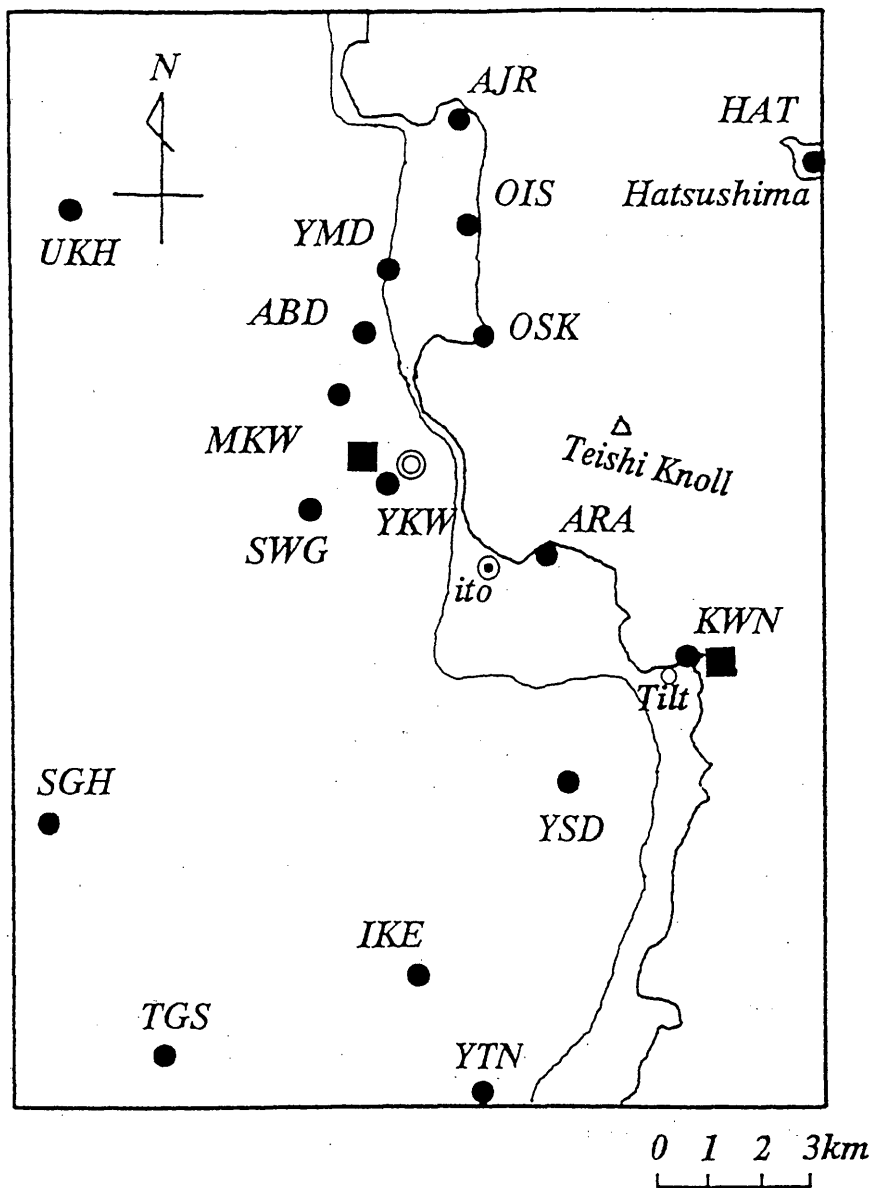 N
AJR
HAT
OIS
Hatsushima
UKH
YMD
ABD
OSK
MKW
Teishi Knoll
YKW
ARA
SWG
ito
KWN
Tilt
SGH
YSD
IKE
TGS
YTN
0 1 2 3km